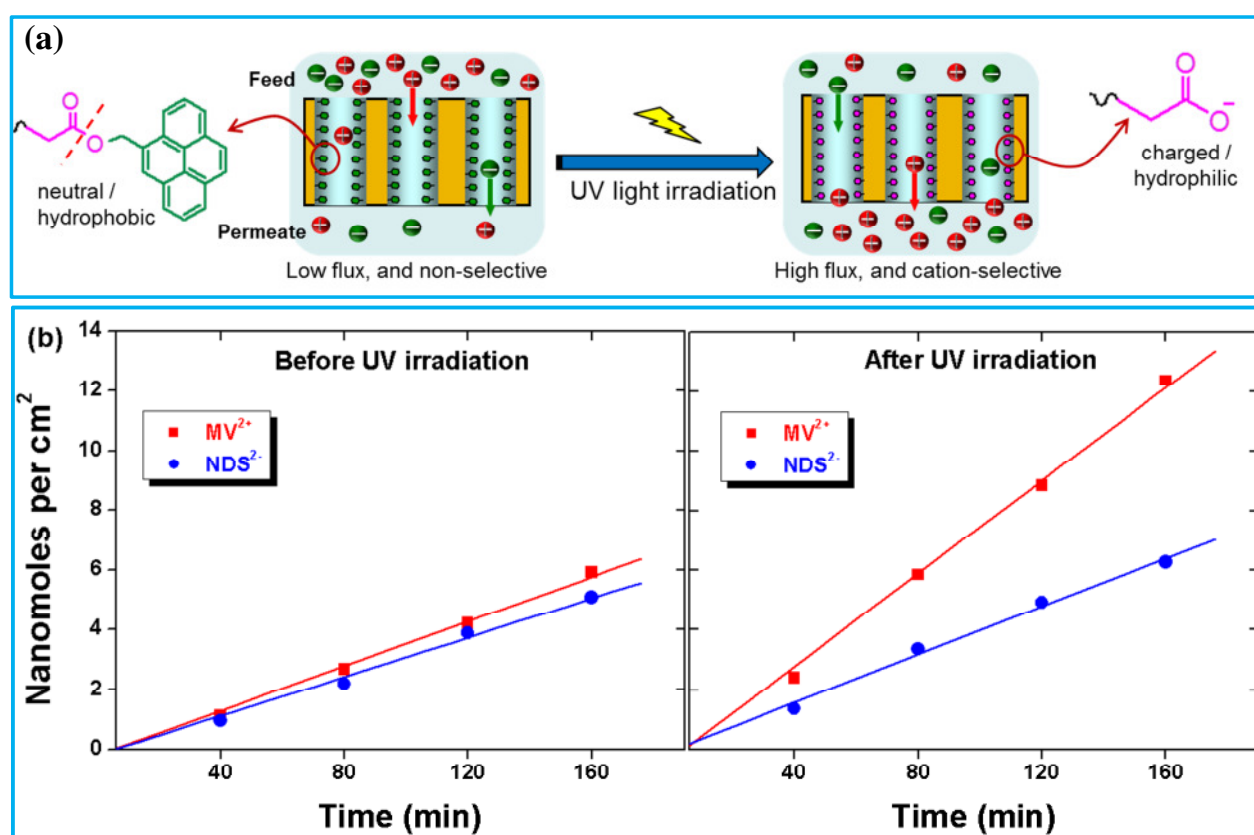 (a)
Feed
O
O
neutral /
hydrophobic
Permeate
Low flux, and non-selective
UV light irradiation
High flux, and cation-selective
O
O⁻
charged /
hydrophilic
(b)
Before UV irradiation
MV²⁺
NDS²⁻
After UV irradiation
MV²⁺
NDS²⁻
Nanomoles per cm²
14
12
10
8
6
4
2
0
40 80 120 160
40 80 120 160
Time (min)
Time (min)